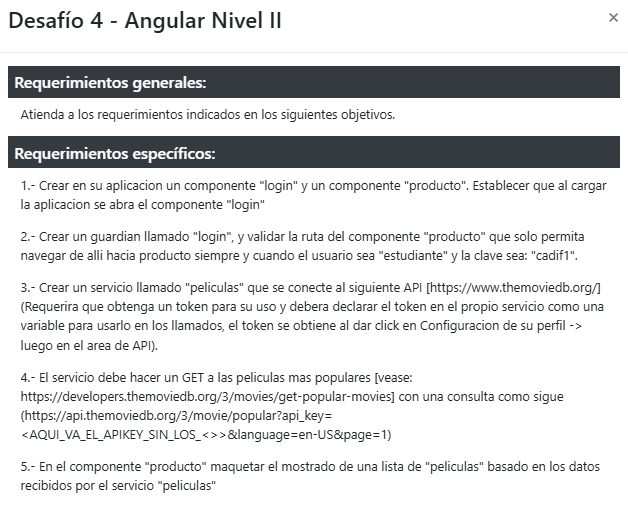 Desafío 4 - Angular Nivel II
×
Requerimientos generales:
Atienda a los requerimientos indicados en los siguientes objetivos.
Requerimientos específicos:
1.- Crear en su aplicacion un componente "login" y un componente "producto". Establecer que al cargar
la aplicacion se abra el componente "login"
2.- Crear un guardian llamado "login", y validar la ruta del componente "producto" que solo permita
navegar de alli hacia producto siempre y cuando el usuario sea "estudiante" y la clave sea: "cadif1".
3.- Crear un servicio llamado "peliculas" que se conecte al siguiente API [https://www.themoviedb.org/]
(Requerira que obtenga un token para su uso y debera declarar el token en el propio servicio como una
variable para usarlo en los llamados, el token se obtiene al dar click en Configuracion de su perfil ->
luego en el area de API).
4.- El servicio debe hacer un GET a las peliculas mas populares [vease:
https://developers.themoviedb.org/3/movies/get-popular-movies] con una consulta como sigue
(https://api.themoviedb.org/3/movie/popular?api_key=
<AQUI_VA_EL_APIKEY_SIN_LOS_<>>&language=en-US&page=1)
5.- En el componente "producto" maquetar el mostrado de una lista de "peliculas" basado en los datos
recibidos por el servicio "peliculas"